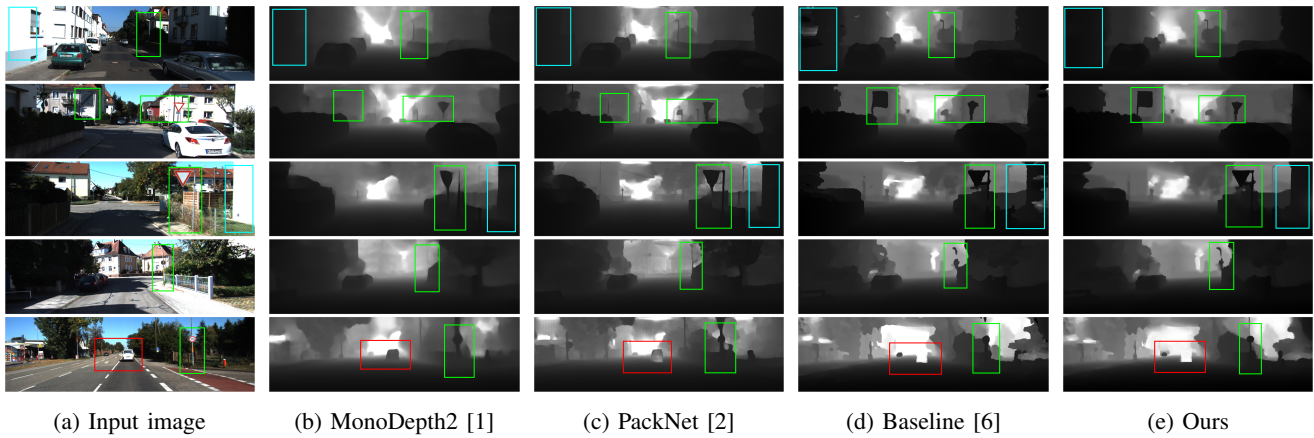 (a) Input image
(b) MonoDepth2 [1]
(c) PackNet [2]
(d) Baseline [6]
(e) Ours